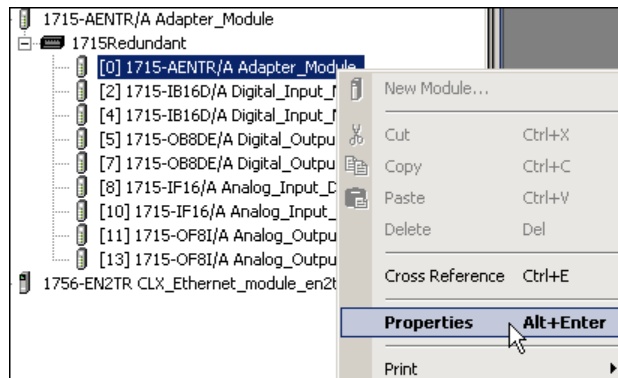 1715-AENTR/A Adapter_Module
1715Redundant
[0] 1715-AENTR/A Adapter_Module
[2] 1715-IB16D/A Digital_Input_
[4] 1715-IB16D/A Digital_Input_
[5] 1715-OB8DE/A Digital_Outpu
[7] 1715-OB8DE/A Digital_Outpu
[8] 1715-IF16/A Analog_Input_D
[10] 1715-IF16/A Analog_Input_
[11] 1715-OF8I/A Analog_Outpu
[13] 1715-OF8I/A Analog_Outpu
1756-EN2TR CLX_Ethernet_module_en2t
New Module...
Cut Ctrl+X
Copy Ctrl+C
Paste Ctrl+V
Delete Del
Cross Reference Ctrl+E
Properties Alt+Enter
Print